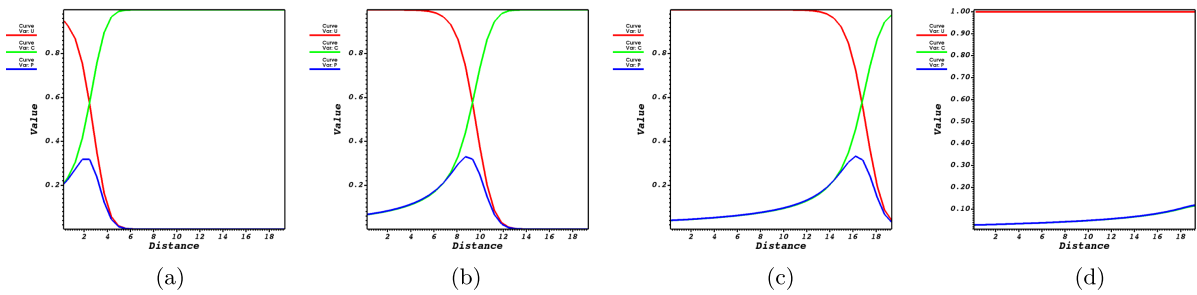 Curve
Var: U
Curve
Var: C
Curve
Var: P
Value
0.8
0.6
0.4
0.2
2 4 6 8 10 12 14 16 18
Distance
(a)
Curve
Var: U
Curve
Var: C
Curve
Var: P
Value
0.8
0.6
0.4
0.2
2 4 6 8 10 12 14 16 18
Distance
(b)
Curve
Var: U
Curve
Var: C
Curve
Var: P
Value
0.8
0.6
0.4
0.2
2 4 6 8 10 12 14 16 18
Distance
(c)
Curve
Var: U
Curve
Var: C
Curve
Var: P
Value
1.00
0.90
0.80
0.70
0.60
0.50
0.40
0.30
0.20
0.10
2 4 6 8 10 12 14 16 18
Distance
(d)